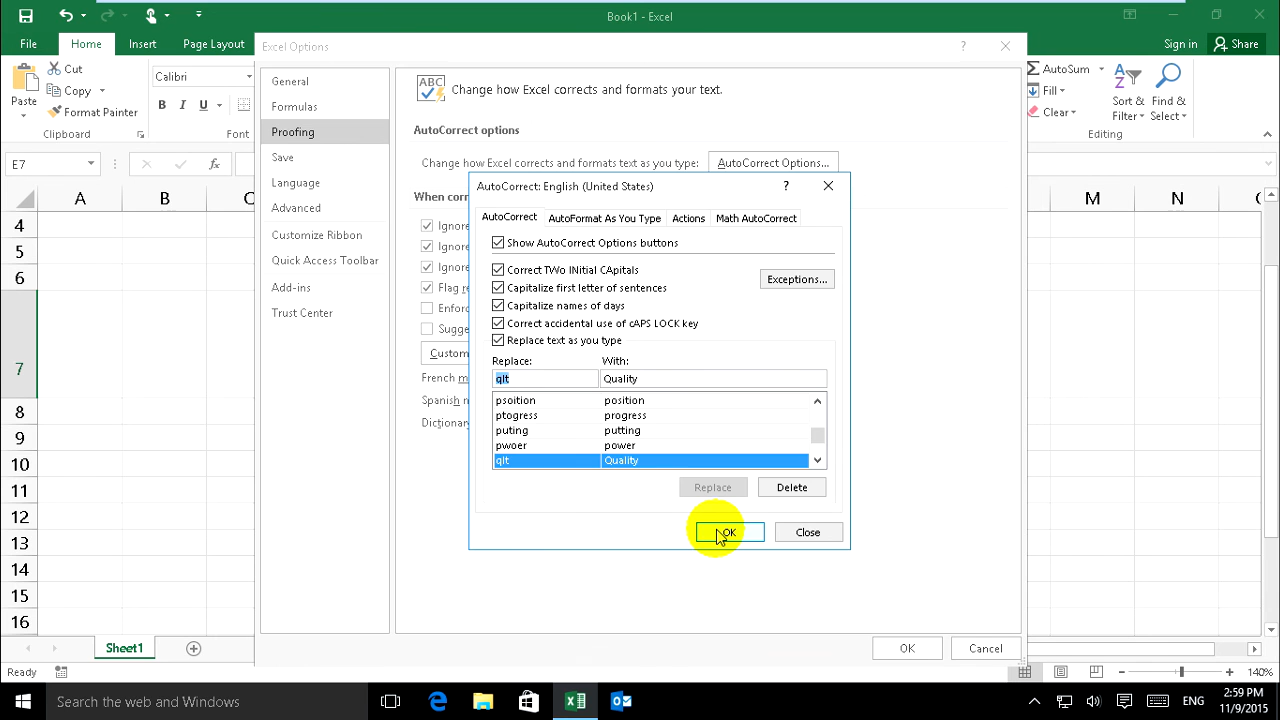 Book1 - Excel
File Home Insert Page Layout
Sign in Share
Excel Options
?
Cut
Copy
Format Painter
Paste
Clipboard
Calibri
B I U
Font
AutoSum
Fill
Clear
Sort & Filter
Find & Select
Editing
E7
fx
General
Formulas
Proofing
Save
Language
Advanced
Customize Ribbon
Quick Access Toolbar
Add-ins
Trust Center
ABC
Change how Excel corrects and formats your text.
AutoCorrect options
Change how Excel corrects and formats text as you type:
AutoCorrect Options...
When corr
Ignore
Ignore
Ignore
Flag re
Enforc
Sugge
Custom
French m
Spanish
Dictionar
AutoCorrect: English (United States)
?
AutoCorrect AutoFormat As You Type Actions Math AutoCorrect
Show AutoCorrect Options buttons
Correct TWo INitial CApitals
Exceptions...
Capitalize first letter of sentences
Capitalize names of days
Correct accidental use of cAPS LOCK key
Replace text as you type
Replace: With:
qlt Quality
psoition position
ptogress progress
puting putting
pwoer power
qlt Quality
Replace Delete
OK Close
OK Cancel
A B C M N
4
5
6
7
8
9
10
11
12
13
14
15
16
Sheet1
Ready
140%
Search the web and Windows
ENG
2:59 PM
11/9/2015